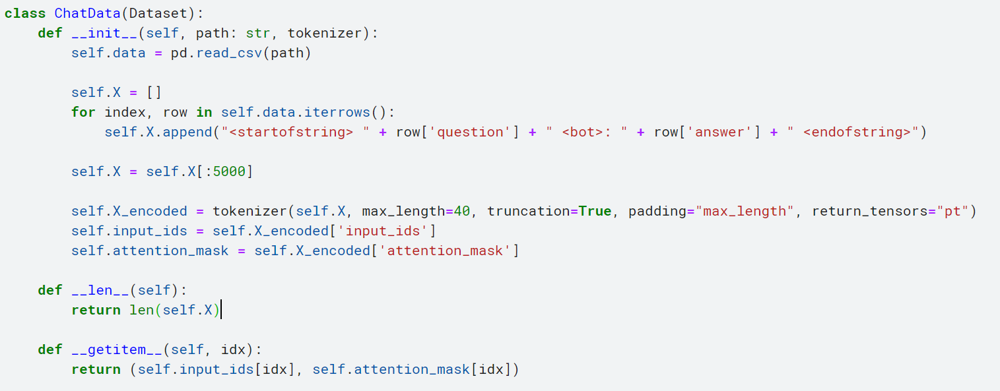 class ChatData(Dataset):
    def __init__(self, path: str, tokenizer):
        self.data = pd.read_csv(path)
        self.X = []
        for index, row in self.data.iterrows():
            self.X.append("<startofstring> " + row['question'] + " <bot>: " + row['answer'] + " <endofstring>")
        self.X = self.X[:5000]
        self.X_encoded = tokenizer(self.X, max_length=40, truncation=True, padding="max_length", return_tensors="pt")
        self.input_ids = self.X_encoded['input_ids']
        self.attention_mask = self.X_encoded['attention_mask']
    def __len__(self):
        return len(self.X)
    def __getitem__(self, idx):
        return (self.input_ids[idx], self.attention_mask[idx])